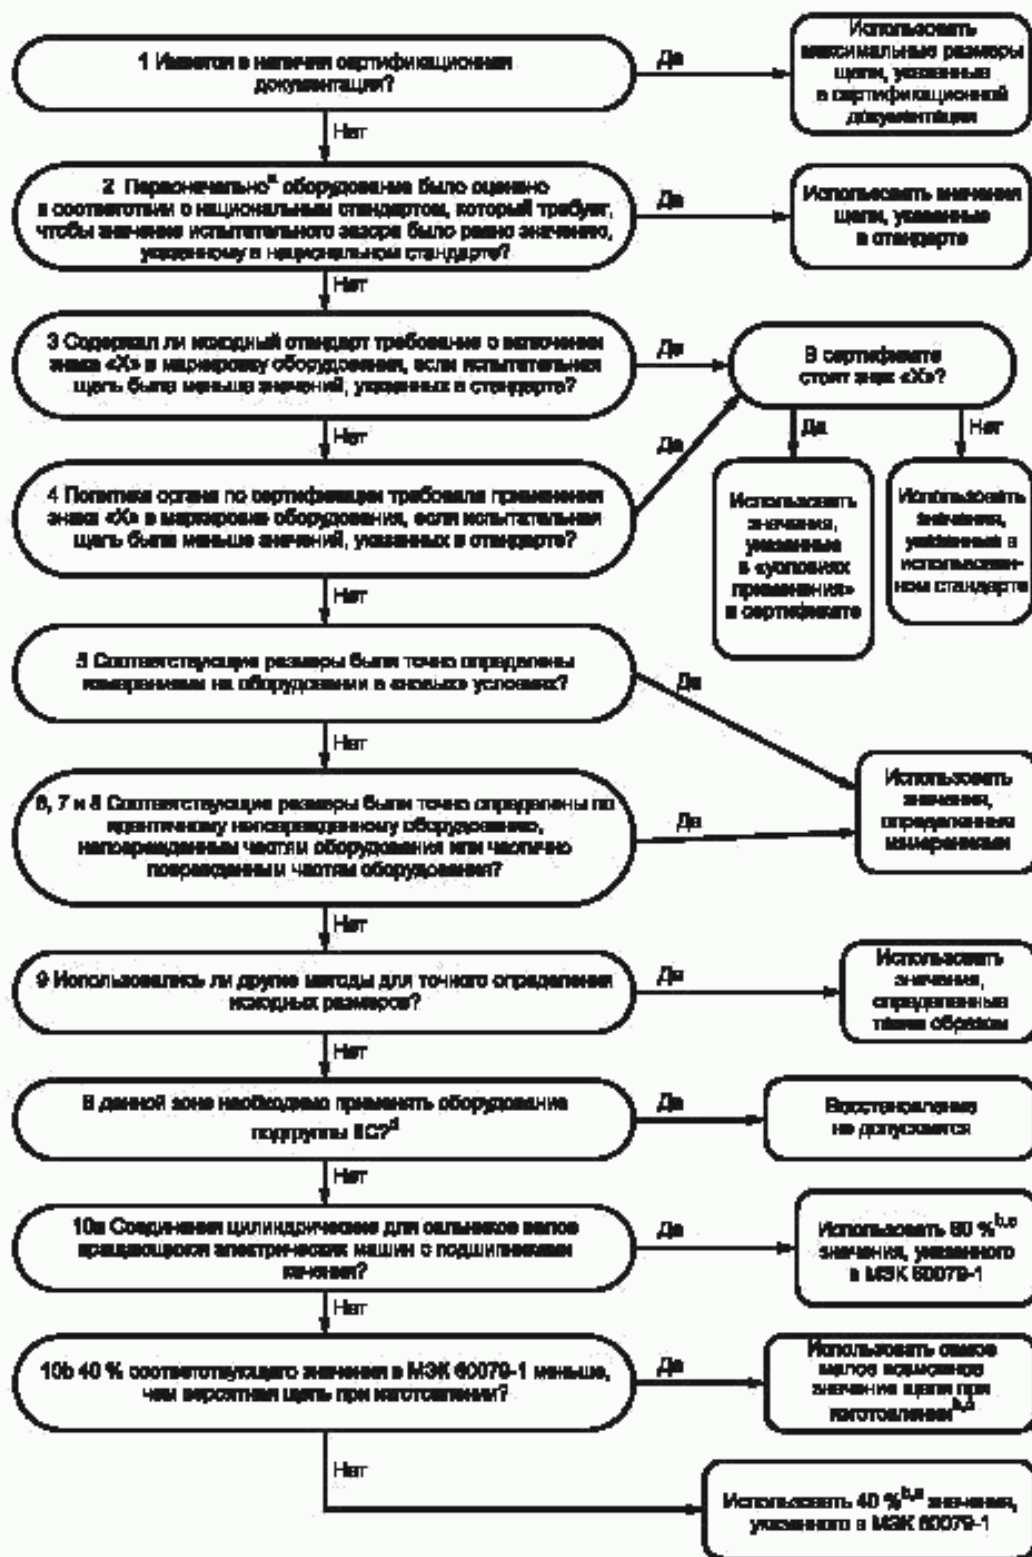 1 Имеется в наличии сертификационная
документация?
Да
Использовать
максимальные размеры
щели, указанные
в сертификационной
документации
Нет
2 Первоначально^a оборудование было оценено
в соответствии с национальным стандартом, который требует,
чтобы значение испытательного зазора было равно значению,
указанному в национальном стандарте?
Да
Использовать значения
щели, указанные
в стандарте
Нет
3 Содержал ли исходный стандарт требование о включении
знака «X» в маркировку оборудования, если испытательная
щель была меньше значений, указанных в стандарте?
Да
В сертификате
стоит знак «X»?
Нет
Да
Да
Нет
4 Политика органа по сертификации требовала применения
знака «X» в маркировке оборудования, если испытательная
щель была меньше значений, указанных в стандарте?
Использовать
значения,
указанные
в «условиях
применения»
в сертификате
Использовать
значения,
указанные в
использован-
ном стандарте
Нет
5 Соответствующие размеры были точно определены
измерениями на оборудовании в «новых» условиях?
Да
Нет
6, 7 и 8 Соответствующие размеры были точно определены по
идентичному неповрежденному оборудованию,
неповрежденным частям оборудования или частично
поврежденным частям оборудования?
Да
Использовать
значения,
определенные
измерениями
Нет
9 Использовались ли другие методы для точного определения
исходных размеров?
Да
Использовать
значения,
определенные
таким образом
Нет
В данной зоне необходимо применять оборудование
подгруппы IIC?^d
Да
Восстановление
не допускается
Нет
10a Соединения цилиндрические для сальников валов
вращающихся электрических машин с подшипниками
качения?
Да
Использовать 80 %
значения, указанного
в МЭК 60079-1
Нет
10b 40 % соответствующего значения в МЭК 60079-1 меньше,
чем вероятная щель при изготовлении?
Да
Использовать самое
малое возможное
значение щели при
изготовлении
Нет
Использовать 40 % значения,
указанного в МЭК 60079-1